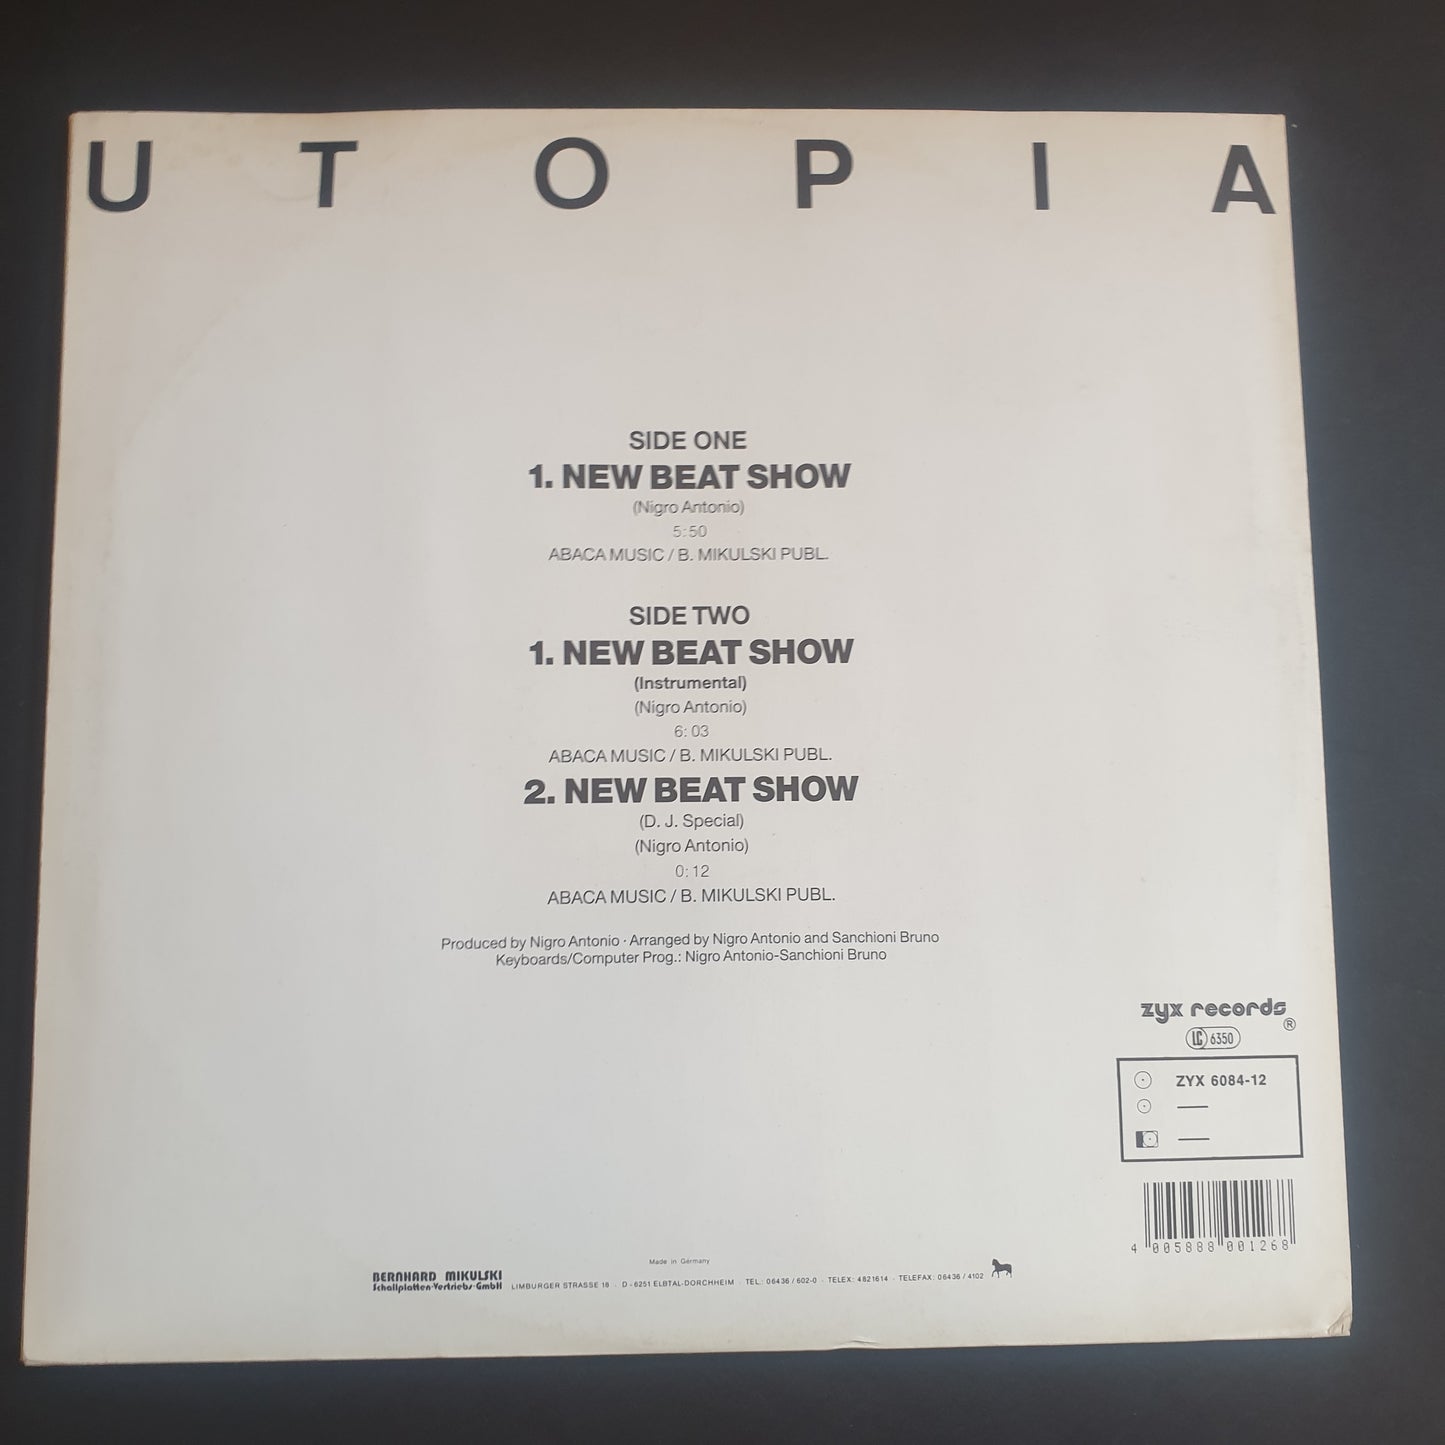 UTOPIA
SIDE ONE
1. NEW BEAT SHOW
(Nigro Antonio)
5:50
ABACA MUSIC / B. MIKULSKI PUBL.
SIDE TWO
1. NEW BEAT SHOW
(Instrumental)
(Nigro Antonio)
6:03
ABACA MUSIC / B. MIKULSKI PUBL.
2. NEW BEAT SHOW
(D. J. Special)
(Nigro Antonio)
0:12
ABACA MUSIC / B. MIKULSKI PUBL.
Produced by Nigro Antonio · Arranged by Nigro Antonio and Sanchioni Bruno
Keyboards/Computer Prog.: Nigro Antonio-Sanchioni Bruno
zyx records
®
LC 6350
ZYX 6084-12
4 005888 001268
Made in Germany
BERNHARD MIKULSKI
Schallplatten-Vertriebs-GmbH LIMBURGER STRASSE 18 · D-6251 ELBTAL-DORCHHEIM · TEL.: 06436/602-0 · TELEX: 4821614 · TELEFAX: 06436/4102